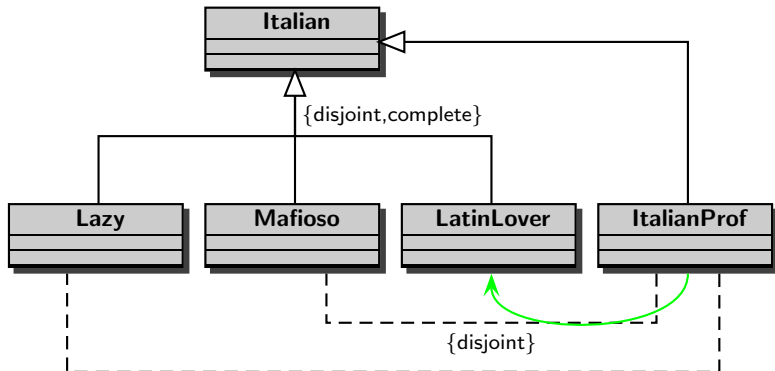 Italian
{disjoint,complete}
Lazy
Mafioso
LatinLover
ItalianProf
{disjoint}